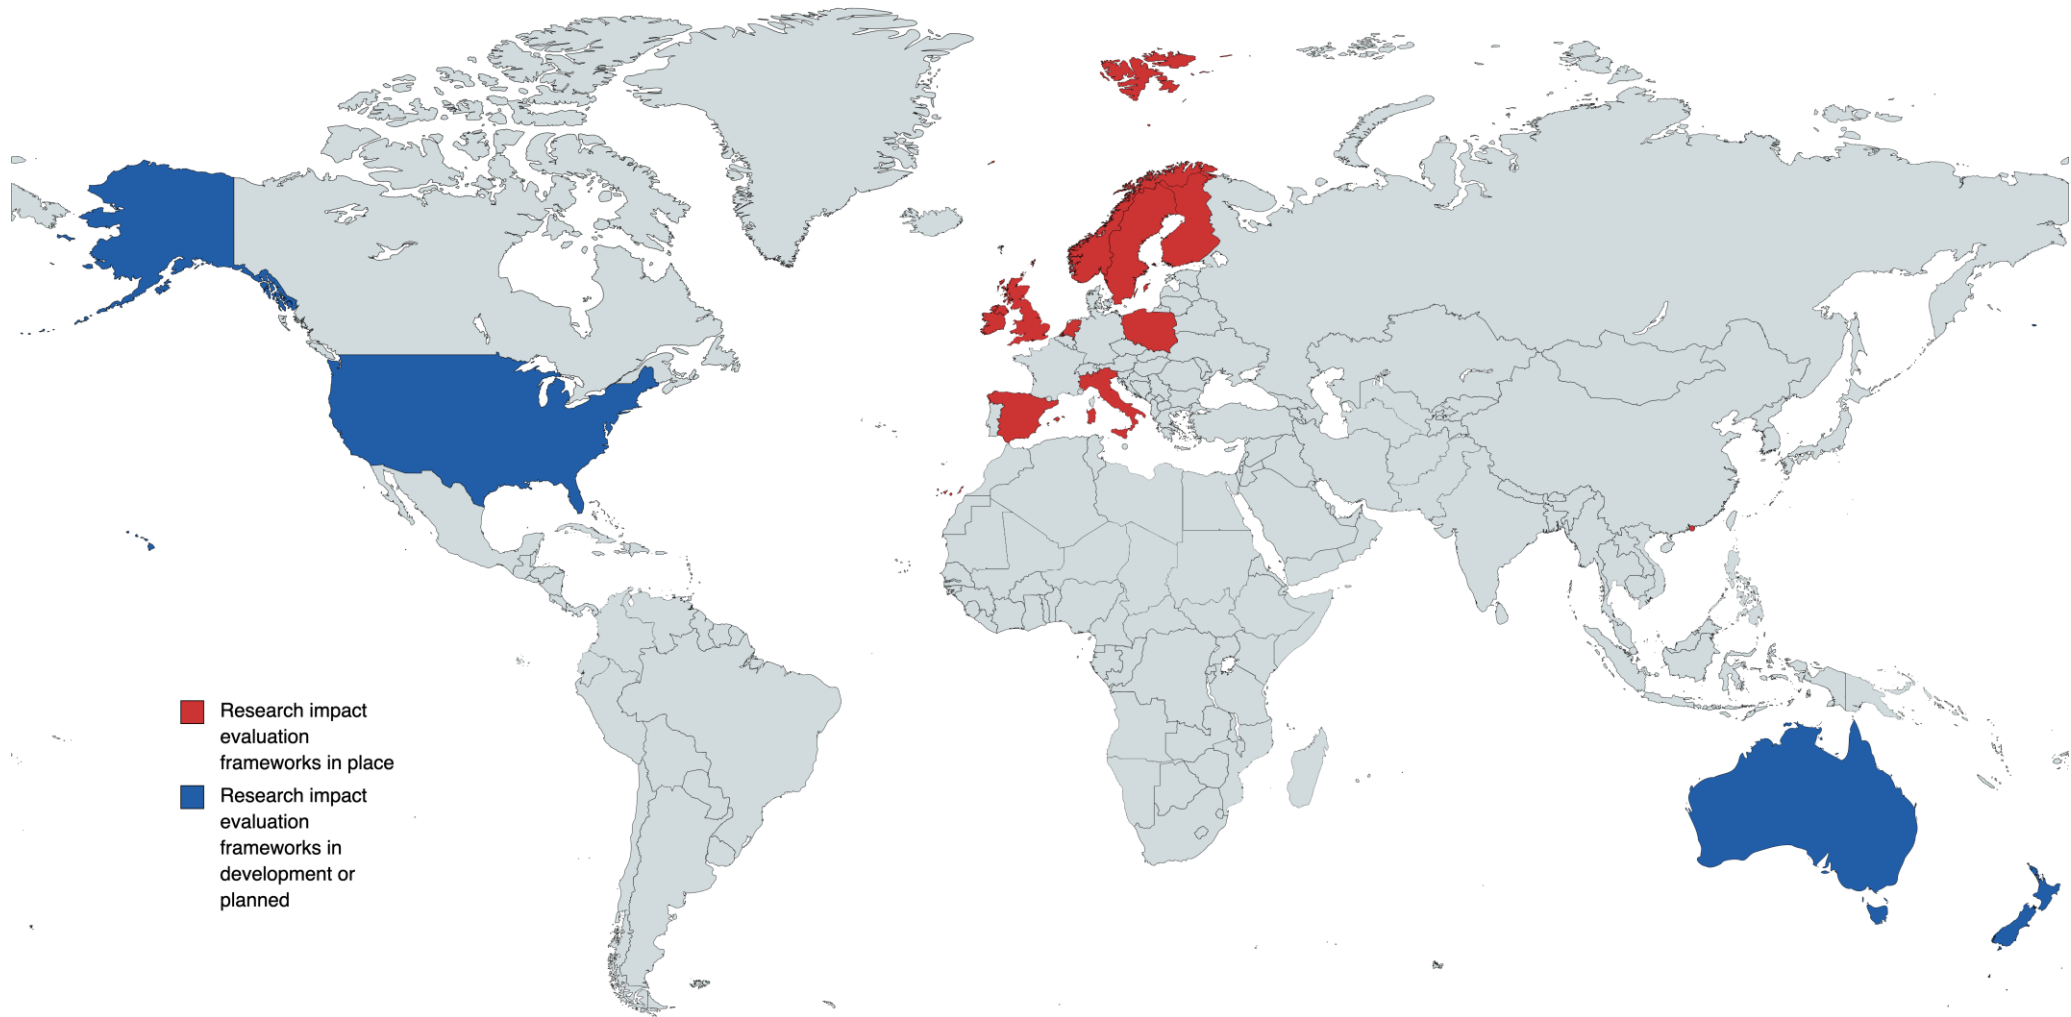 Research impact
evaluation
frameworks in place
Research impact
evaluation
frameworks in
development or
planned